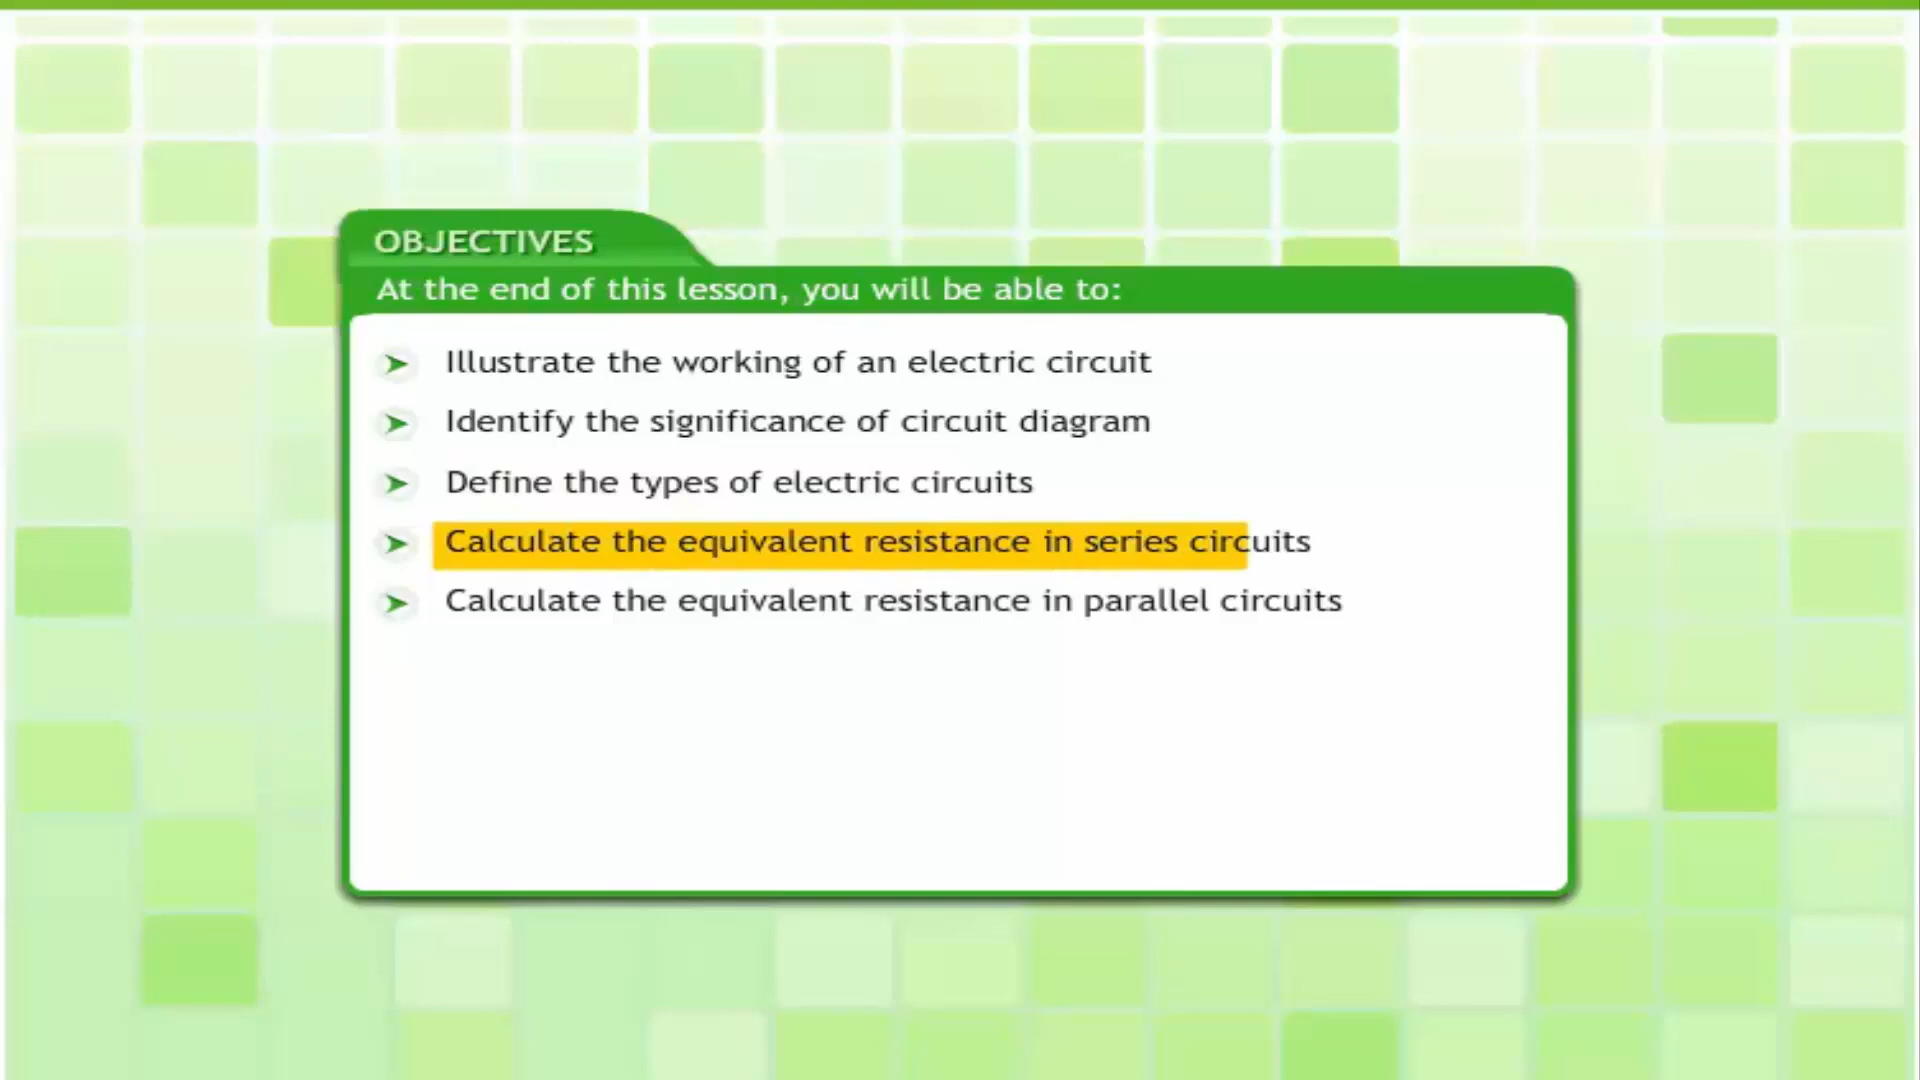 OBJECTIVES
At the end of this lesson, you will be able to:
Illustrate the working of an electric circuit
Identify the significance of circuit diagram
Define the types of electric circuits
Calculate the equivalent resistance in series circuits
Calculate the equivalent resistance in parallel circuits